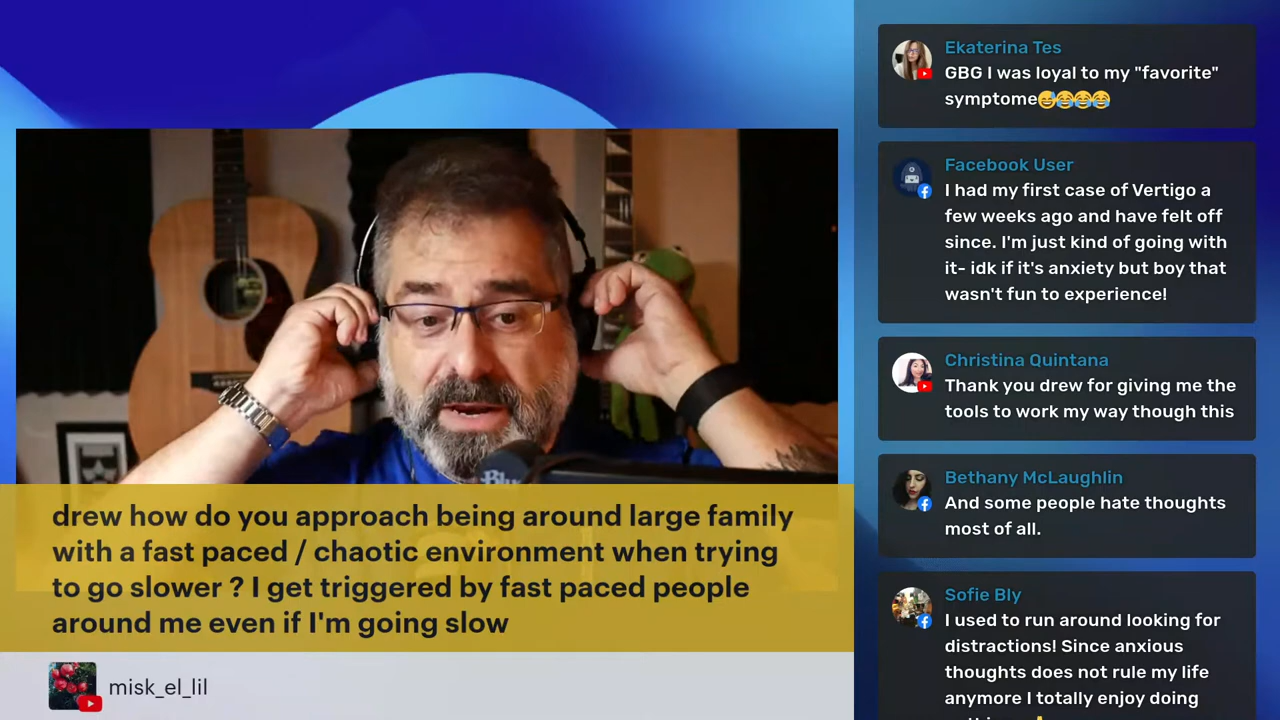 Ekaterina Tes
GBG I was loyal to my "favorite"
symptome😅😂😂😂
Facebook User
I had my first case of Vertigo a
few weeks ago and have felt off
since. I'm just kind of going with
it- idk if it's anxiety but boy that
wasn't fun to experience!
Christina Quintana
Thank you drew for giving me the
tools to work my way though this
Bethany McLaughlin
And some people hate thoughts
most of all.
Sofie Bly
I used to run around looking for
distractions! Since anxious
thoughts does not rule my life
anymore I totally enjoy doing
drew how do you approach being around large family
with a fast paced / chaotic environment when trying
to go slower ? I get triggered by fast paced people
around me even if I'm going slow
misk_el_lil